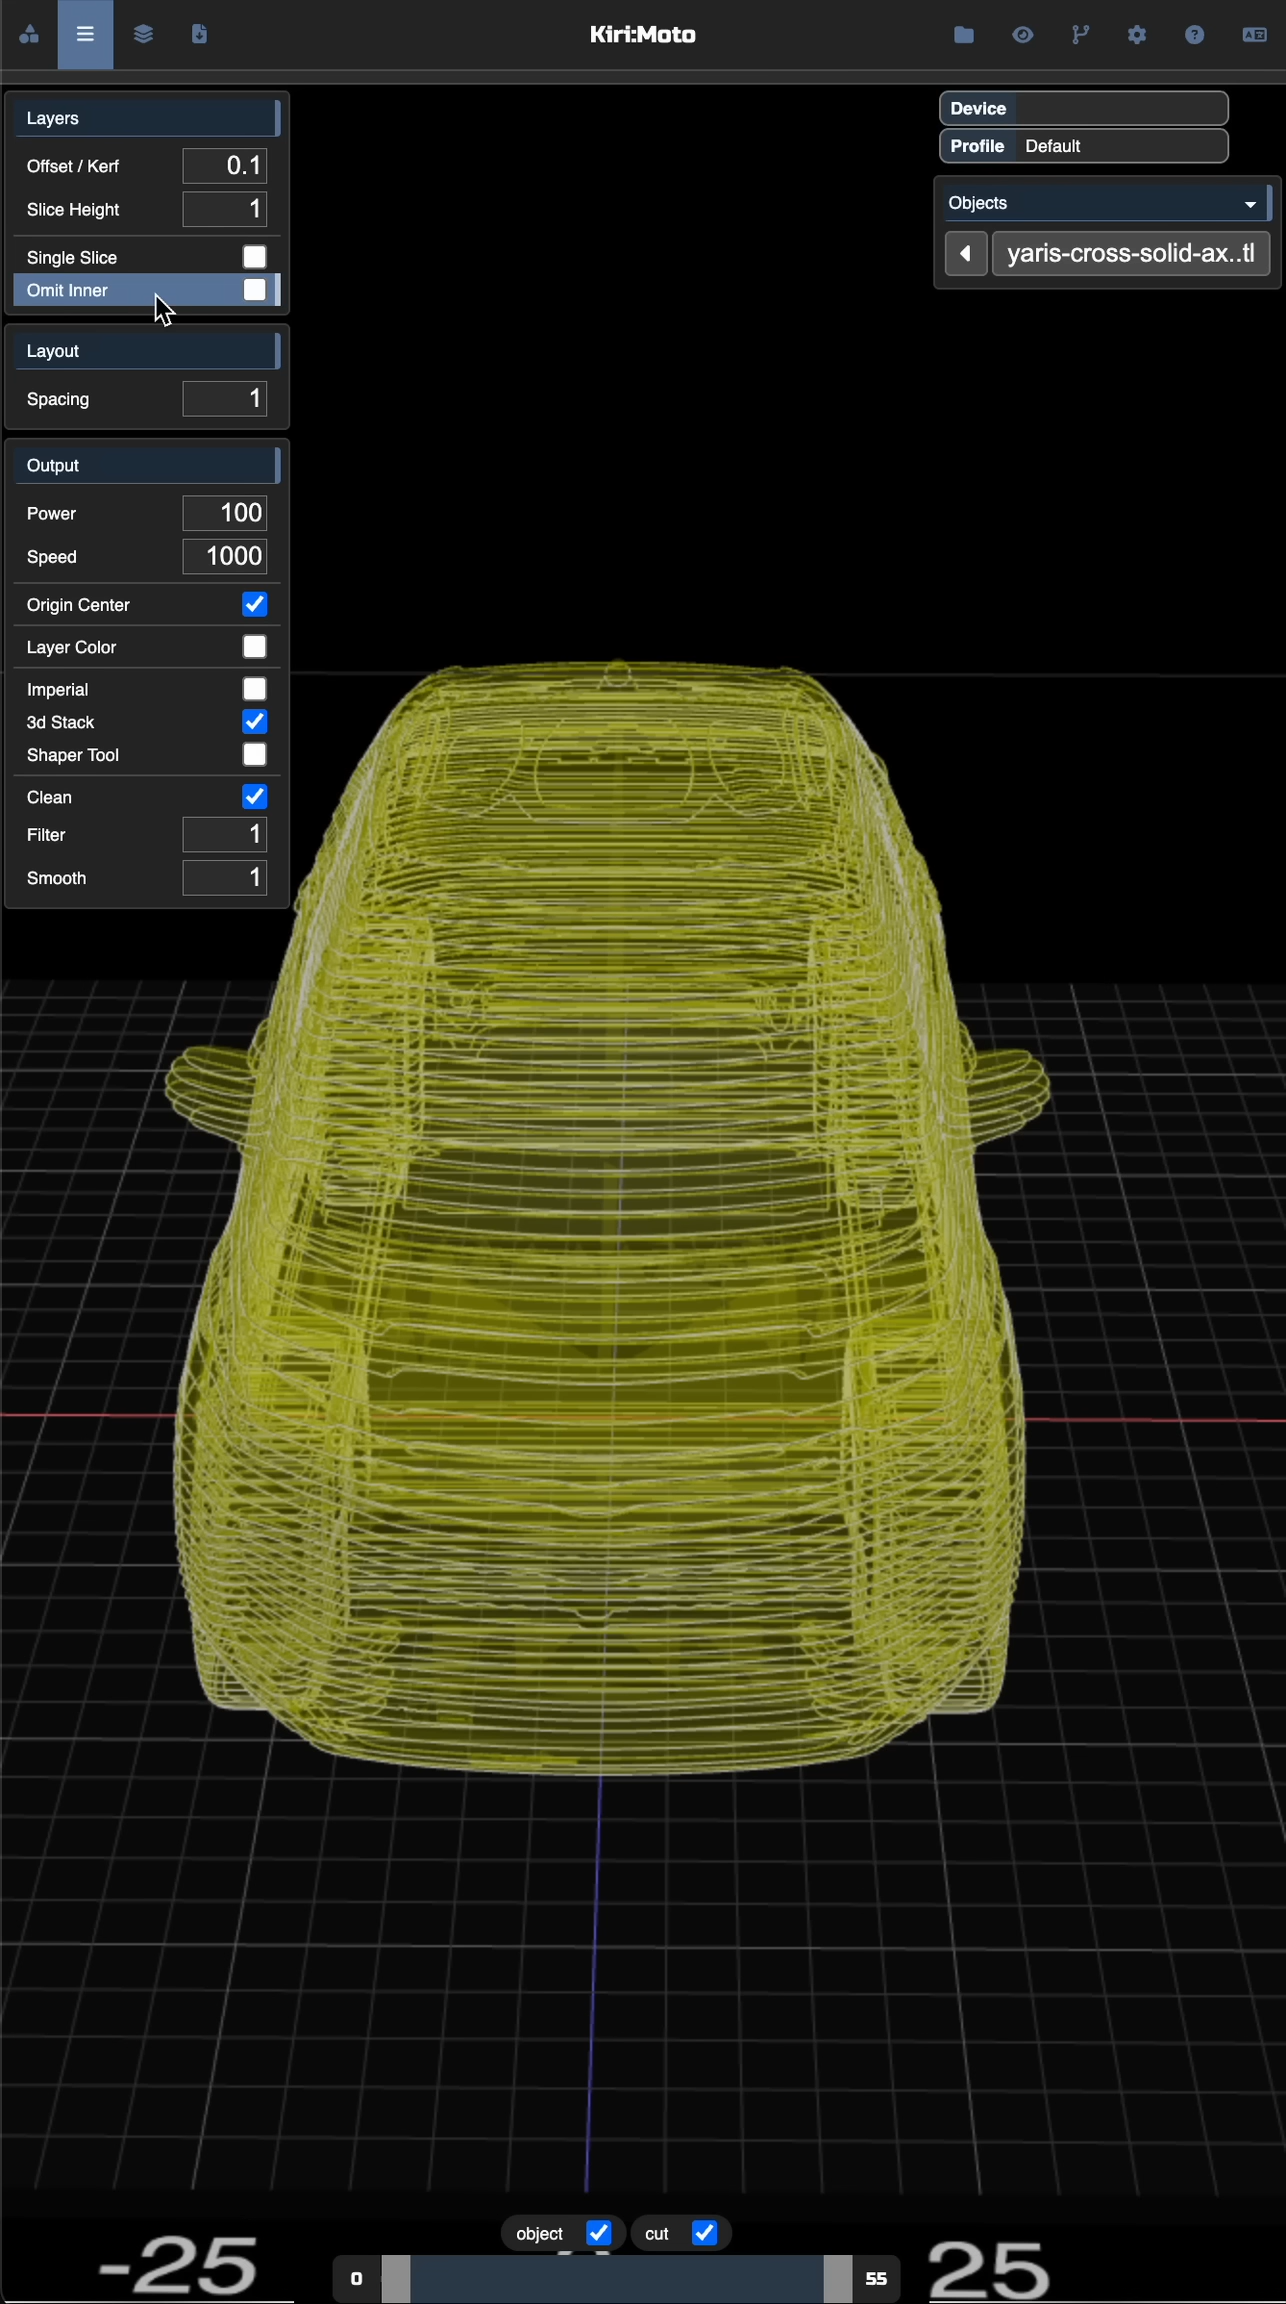 Kiri:Moto
Layers
Offset / Kerf 0.1
Slice Height 1
Single Slice
Omit Inner
Layout
Spacing 1
Output
Power 100
Speed 1000
Origin Center
Layer Color
Imperial
3d Stack
Shaper Tool
Clean
Filter 1
Smooth 1
Device
Profile Default
Objects
yaris-cross-solid-ax..tl
object cut
-25 25
0 55